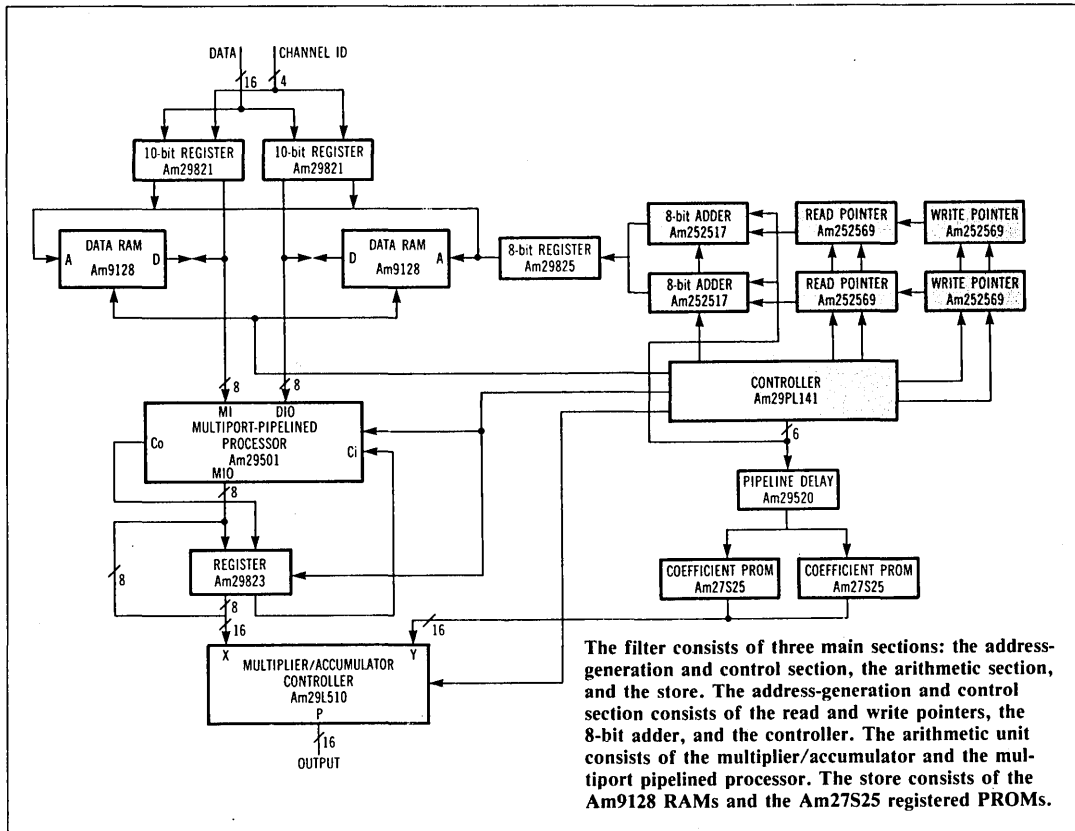 DATA
CHANNEL ID
16
4
10-bit REGISTER
Am29821
10-bit REGISTER
Am29821
DATA RAM
Am9128
A
D
DATA RAM
Am9128
D
A
8-bit REGISTER
Am29825
8-bit ADDER
Am252517
8-bit ADDER
Am252517
READ POINTER
Am252569
READ POINTER
Am252569
WRITE POINTER
Am252569
WRITE POINTER
Am252569
CONTROLLER
Am29PL141
8
8
MI
DIO
MULTIPORT-PIPELINED
PROCESSOR
Am29501
Co
Ci
MIO
8
6
PIPELINE DELAY
Am29520
REGISTER
Am29823
8
8
16
COEFFICIENT PROM
Am27S25
COEFFICIENT PROM
Am27S25
16
X
Y
MULTIPLIER/ACCUMULATOR
CONTROLLER
Am29L510
P
16
OUTPUT
The filter consists of three main sections: the address-
generation and control section, the arithmetic section,
and the store. The address-generation and control
section consists of the read and write pointers, the
8-bit adder, and the controller. The arithmetic unit
consists of the multiplier/accumulator and the mul-
tiport pipelined processor. The store consists of the
Am9128 RAMs and the Am27S25 registered PROMs.